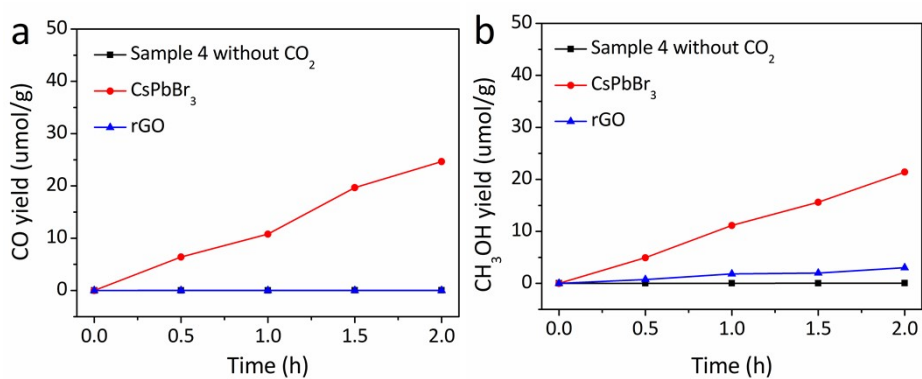 a
CO yield (umol/g)
50
40
30
20
10
0
Sample 4 without CO₂
CsPbBr₃
rGO
0.0 0.5 1.0 1.5 2.0
Time (h)
b
CH₃OH yield (umol/g)
50
40
30
20
10
0
Sample 4 without CO₂
CsPbBr₃
rGO
0.0 0.5 1.0 1.5 2.0
Time (h)